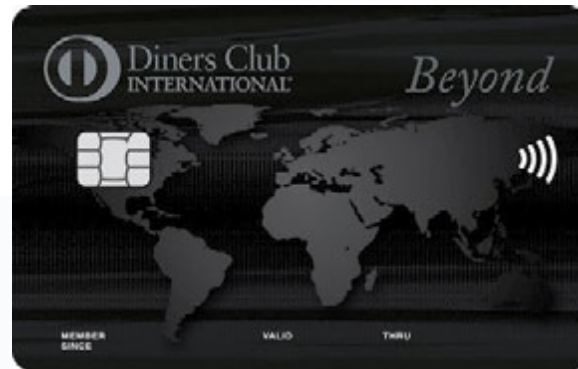 Diners Club
INTERNATIONAL®
Beyond
MEMBER
SINCE
VALID
THRU